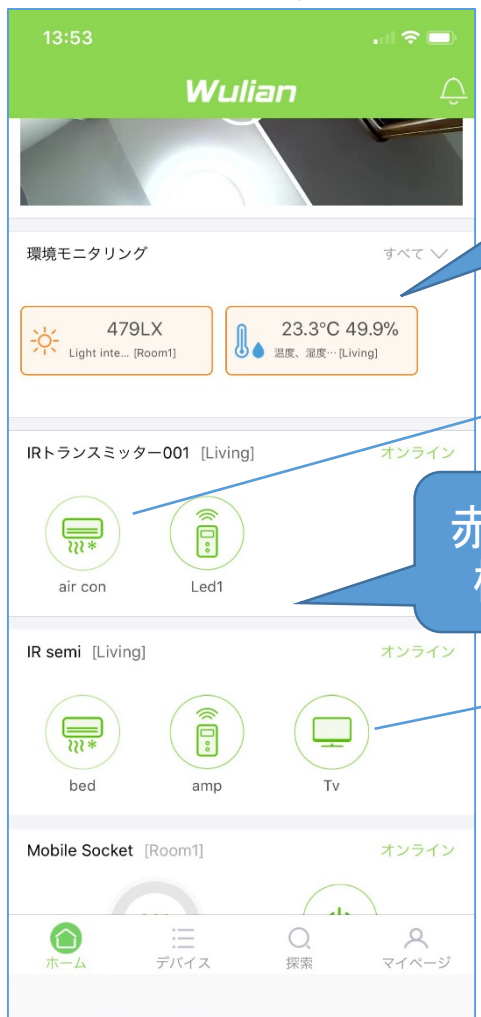 13:53
Wulian
環境モニタリング すべて
479LX
Light inte... [Room1]
23.3°C 49.9%
温度、湿度… [Living]
IRトランスミッター001 [Living] オンライン
air con Led1
赤
IR semi [Living] オンライン
bed amp Tv
Mobile Socket [Room1] オンライン
ホーム デバイス 探索 マイページ